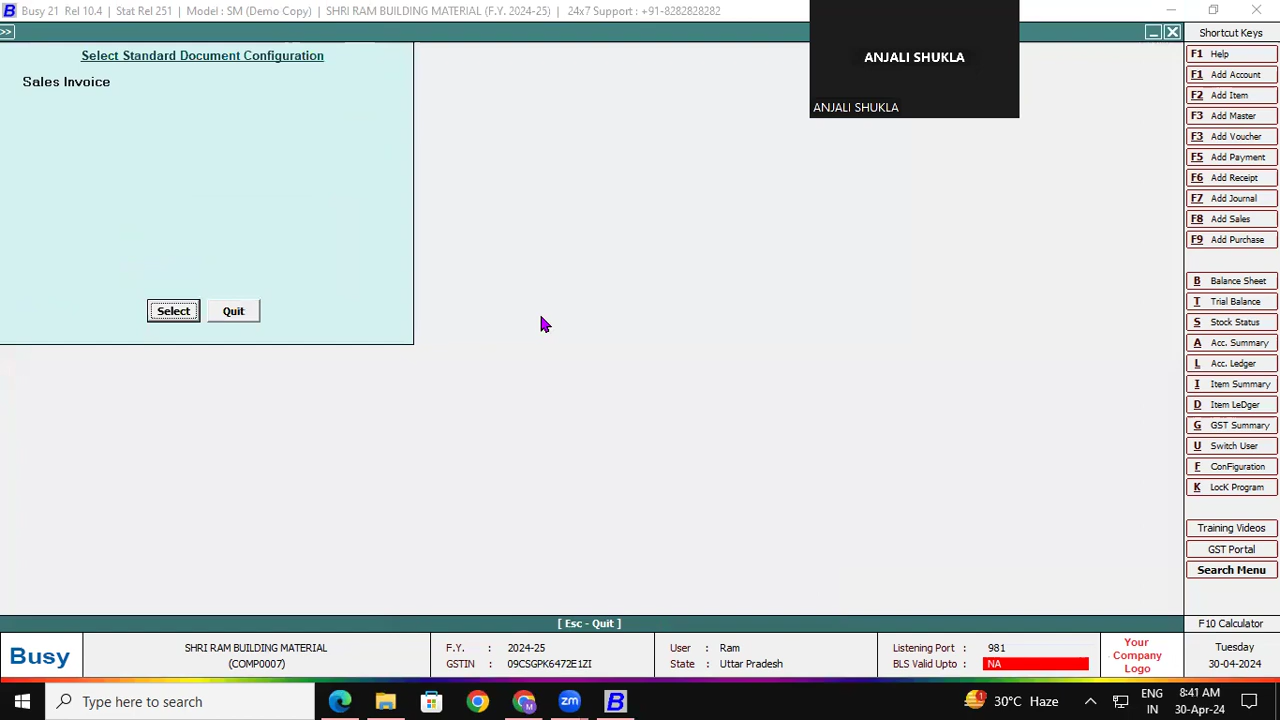 Busy 21 Rel 10.4 | Stat Rel 251 | Model : SM (Demo Copy) | SHRI RAM BUILDING MATERIAL (F.Y. 2024-25) | 24x7 Support : +91-8282828282
>>
Select Standard Document Configuration
Sales Invoice
Select
Quit
ANJALI SHUKLA
ANJALI SHUKLA
Shortcut Keys
F1 Help
F1 Add Account
F2 Add Item
F3 Add Master
F3 Add Voucher
F5 Add Payment
F6 Add Receipt
F7 Add Journal
F8 Add Sales
F9 Add Purchase
B Balance Sheet
T Trial Balance
S Stock Status
A Acc. Summary
L Acc. Ledger
I Item Summary
D Item LeDger
G GST Summary
U Switch User
F ConFiguration
K LocK Program
Training Videos
GST Portal
Search Menu
[ Esc - Quit ]
F10 Calculator
Busy
SHRI RAM BUILDING MATERIAL
(COMP0007)
F.Y. : 2024-25
GSTIN : 09CSGPK6472E1ZI
User : Ram
State : Uttar Pradesh
Listening Port : 981
BLS Valid Upto : NA
Your
Company
Logo
Tuesday
30-04-2024
Type here to search
zm
B
30°C Haze
ENG
IN
8:41 AM
30-Apr-24